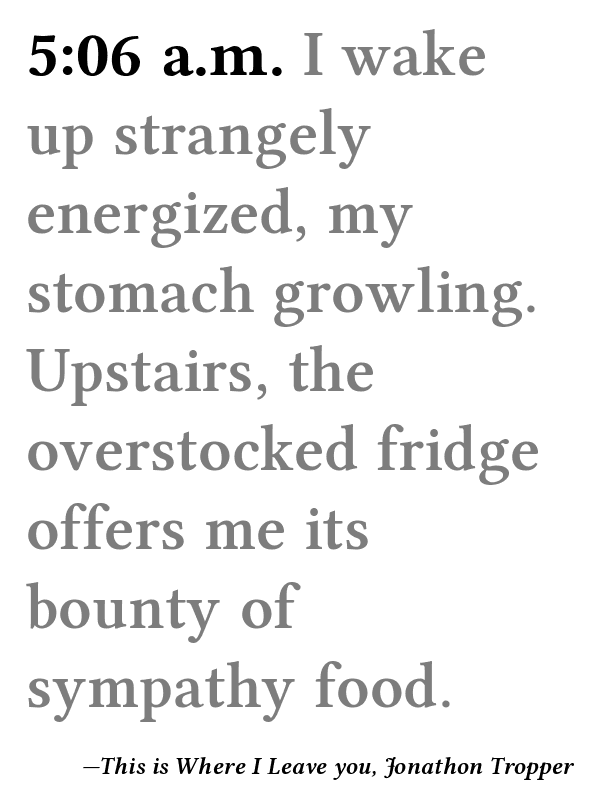 5:06 a.m. I wake
up strangely
energized, my
stomach growling.
Upstairs, the
overstocked fridge
offers me its
bounty of
sympathy food.
—This is Where I Leave you, Jonathon Tropper